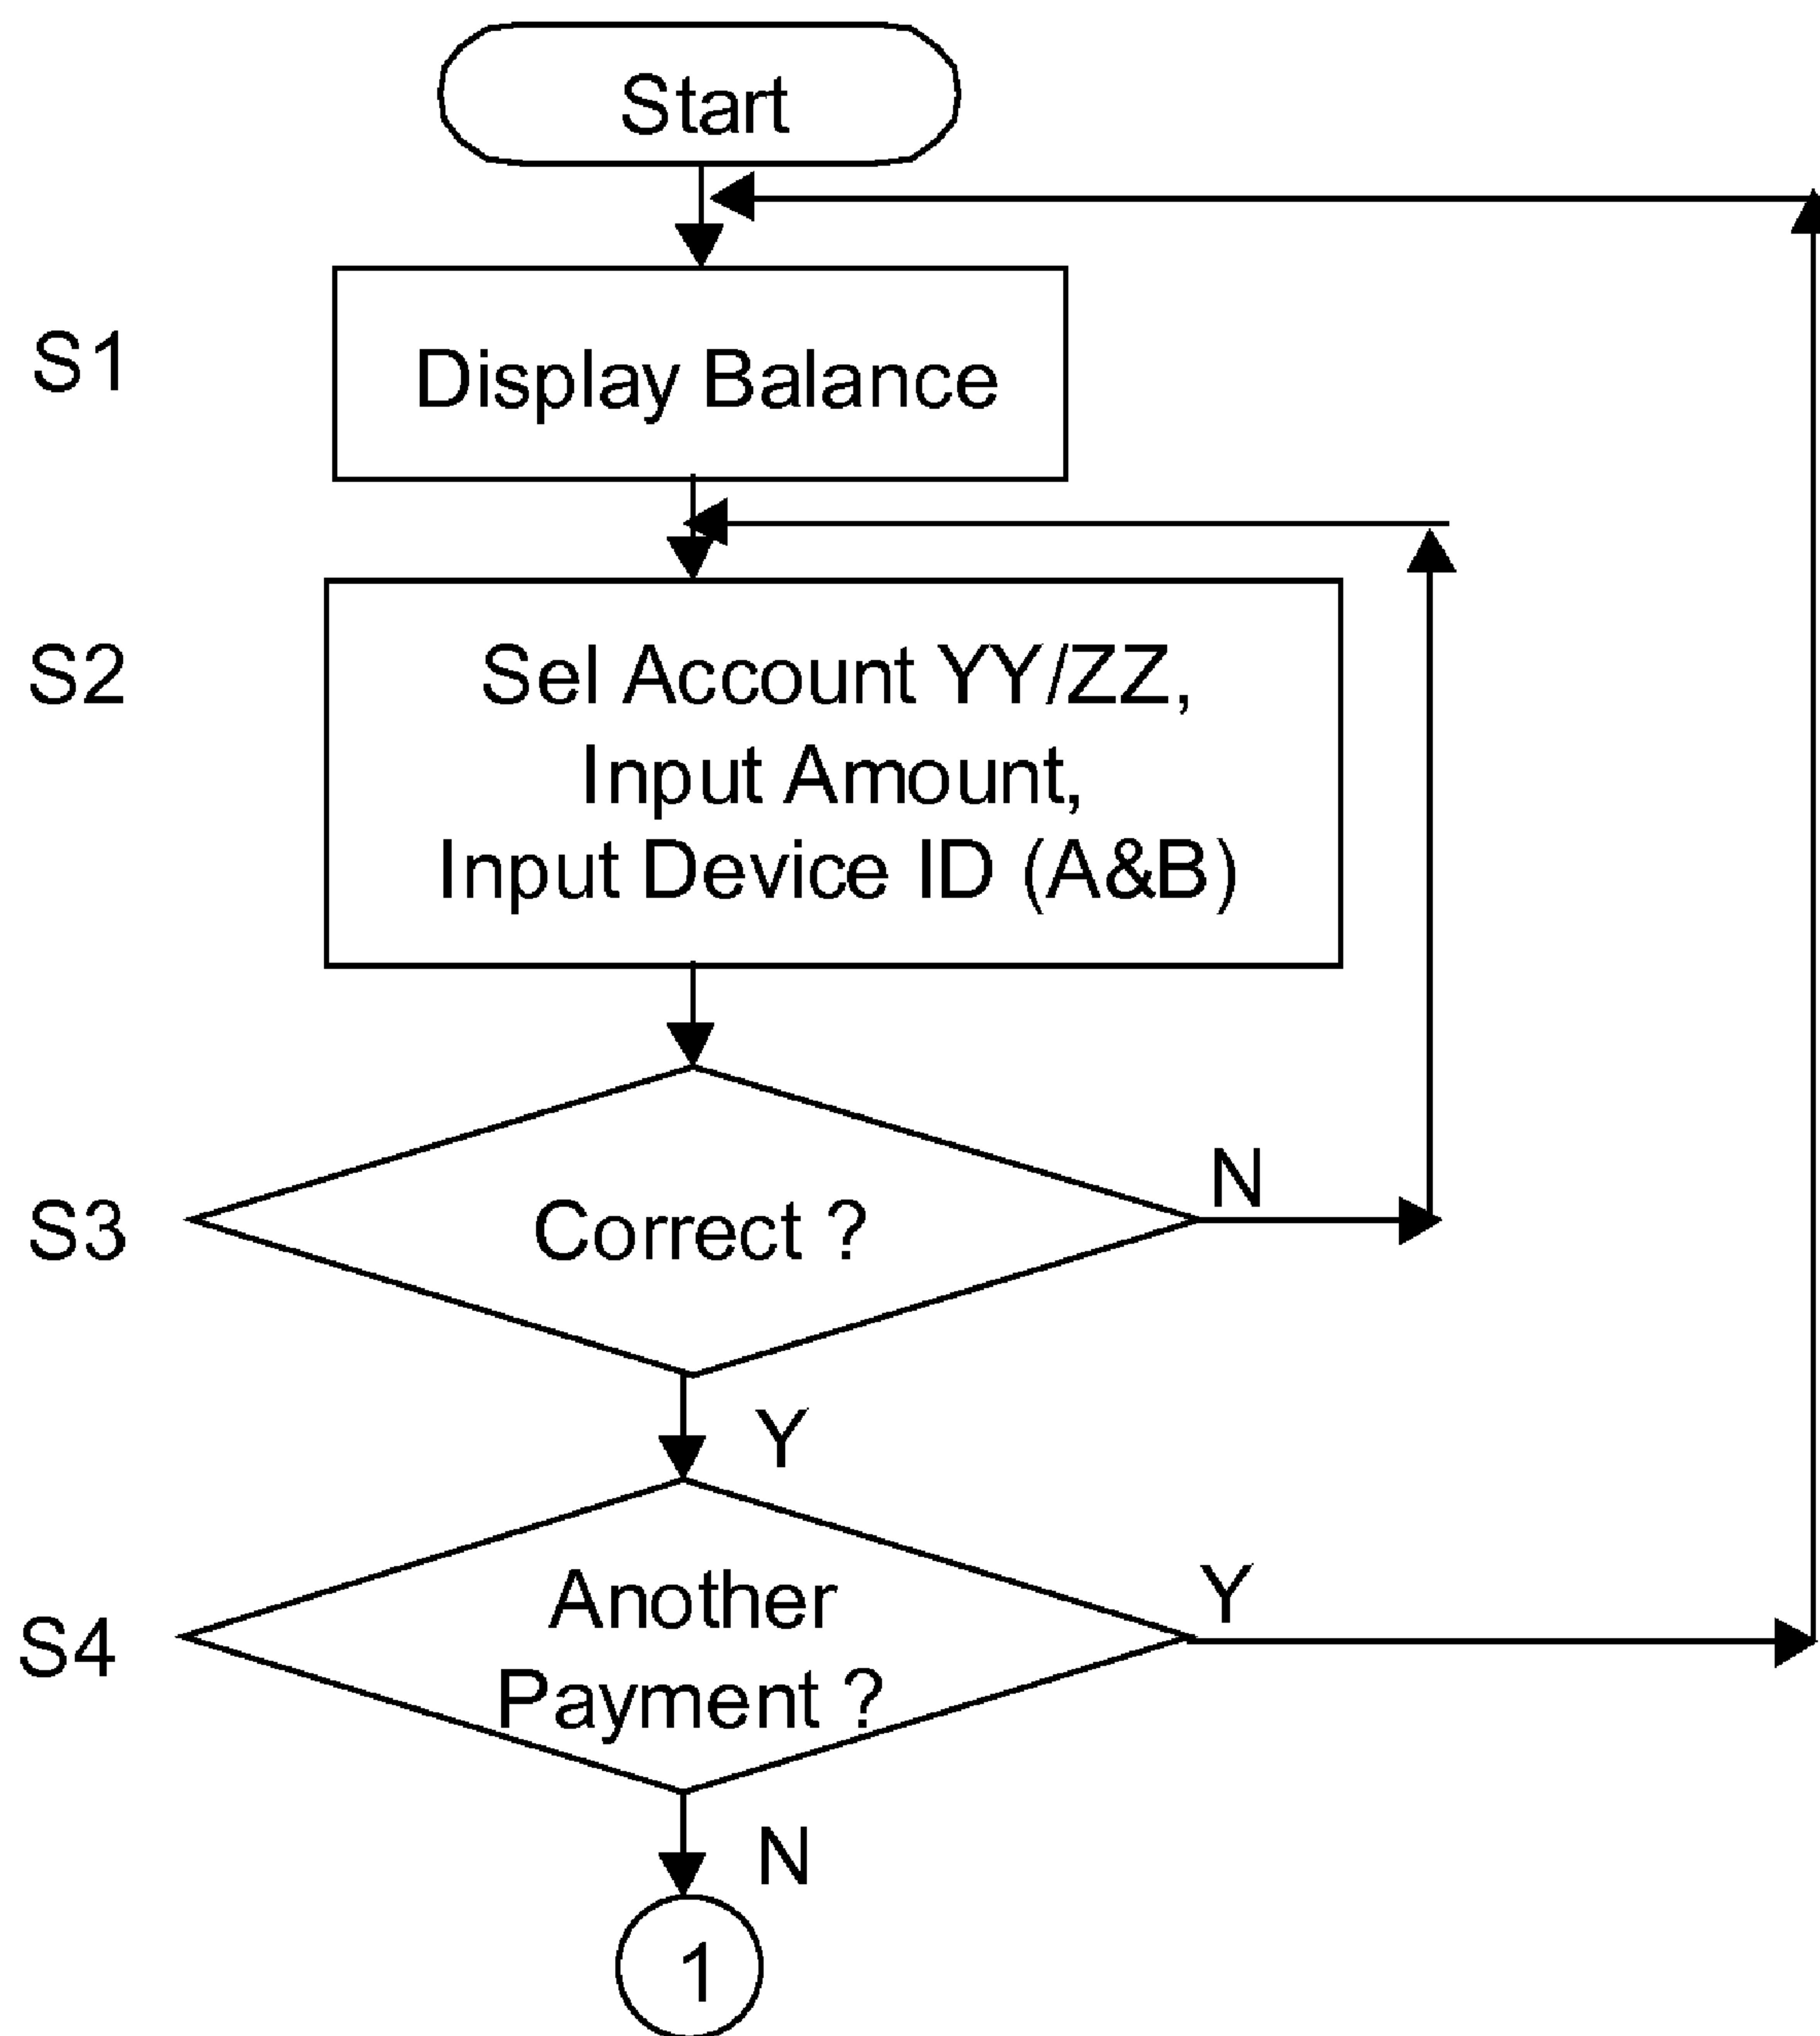 Start
S1
Display Balance
S2
Sel Account YY/ZZ,
Input Amount,
Input Device ID (A&B)
S3
Correct ?
N
Y
S4
Another
Payment ?
Y
N
1